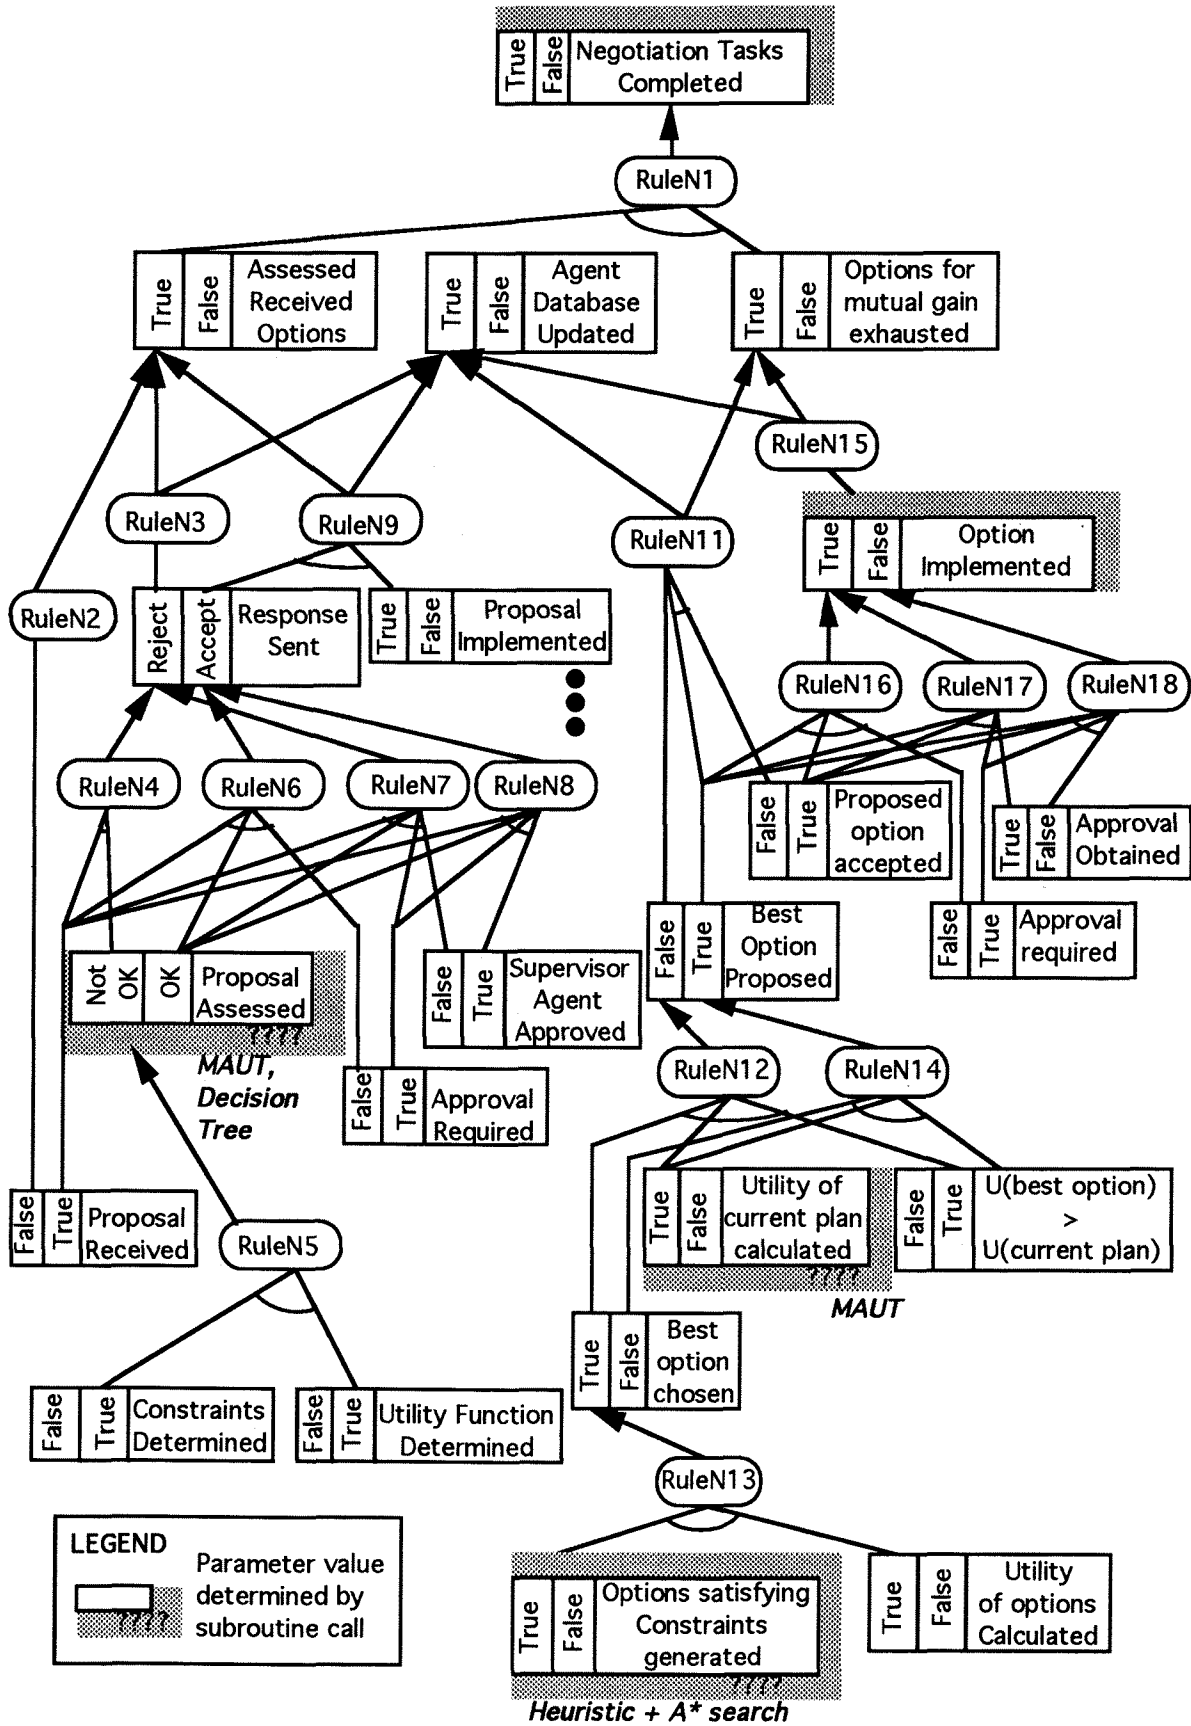 True
False
Negotiation Tasks
Completed
RuleN1
True
False
Assessed
Received
Options
True
False
Agent
Database
Updated
True
False
Options for
mutual gain
exhausted
RuleN15
RuleN3
RuleN9
RuleN11
True
False
Option
Implemented
RuleN2
Reject
Accept
Response
Sent
True
False
Proposal
Implemented
RuleN16
RuleN17
RuleN18
RuleN4
RuleN6
RuleN7
RuleN8
False
True
Proposed
option
accepted
True
False
Approval
Obtained
False
True
Best
Option
Proposed
False
True
Approval
required
Not
OK
OK
Proposal
Assessed
????
MAUT,
Decision
Tree
False
True
Supervisor
Agent
Approved
RuleN12
RuleN14
False
True
Approval
Required
False
True
Proposal
Received
RuleN5
True
False
Utility of
current plan
calculated
????
MAUT
False
True
U(best option)
>
U(current plan)
True
False
Best
option
chosen
False
True
Constraints
Determined
False
True
Utility Function
Determined
RuleN13
LEGEND
????
Parameter value
determined by
subroutine call
True
False
Options satisfying
Constraints
generated
????
Heuristic + A* search
True
False
Utility
of options
Calculated